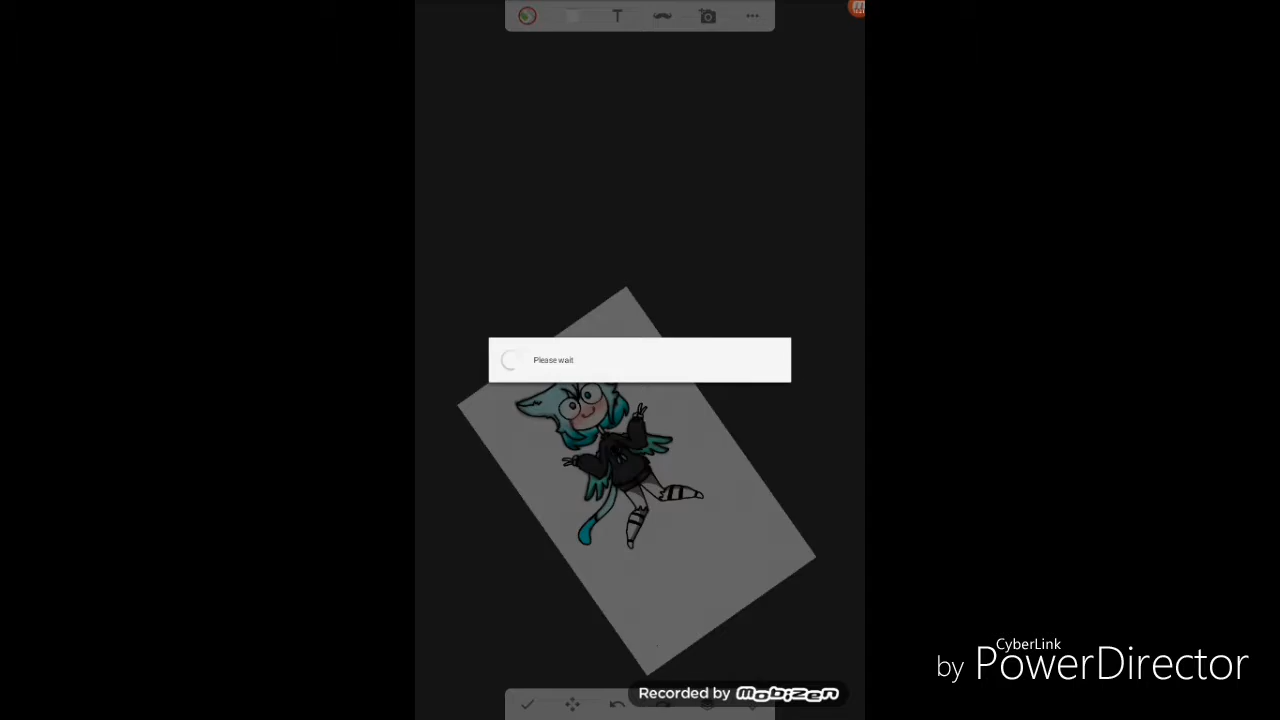 T
Please wait
CyberLink
by PowerDirector
Recorded by Mobizen